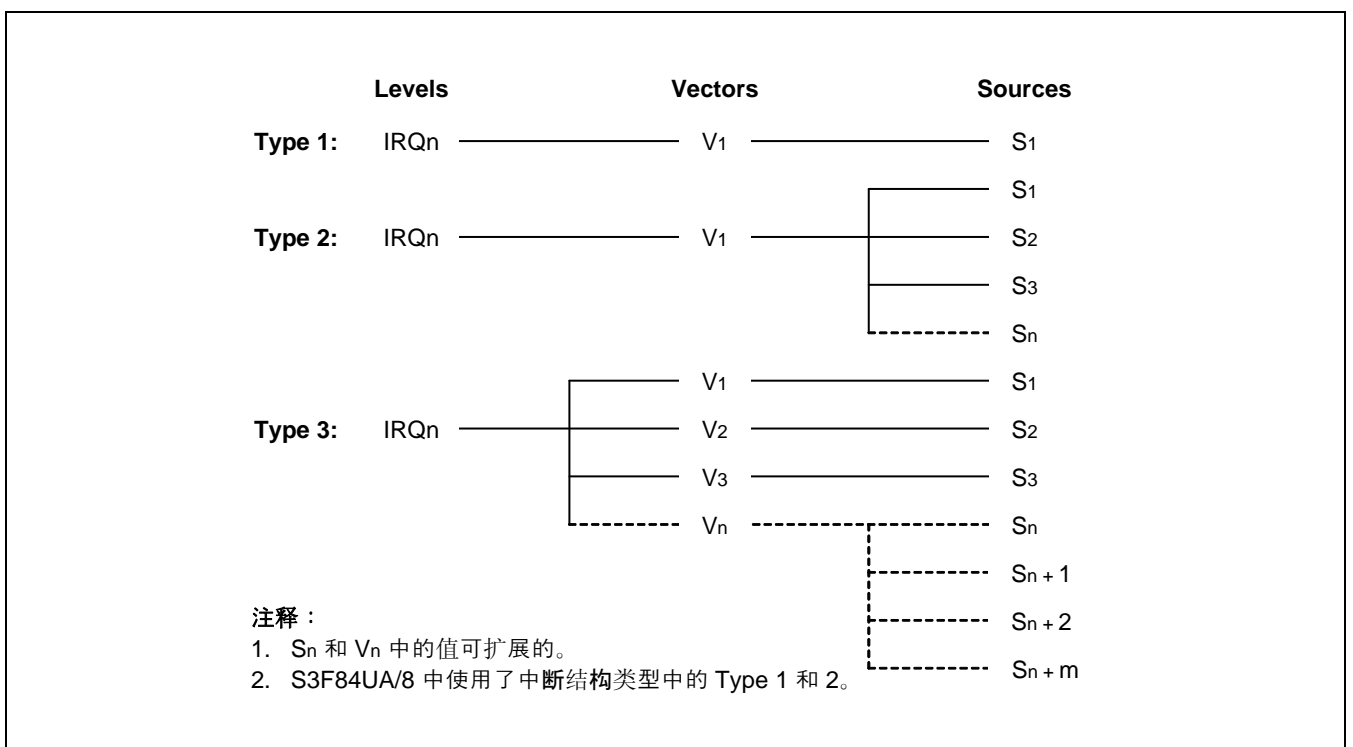 Levels Vectors Sources
Type 1: IRQn V1 S1
S1
Type 2: IRQn V1 S2
S3
Sn
V1 S1
Type 3: IRQn V2 S2
V3 S3
Vn Sn
Sn + 1
Sn + 2
Sn + m
注释：
1. Sn 和 Vn 中的值可扩展的。
2. S3F84UA/8 中使用了中断结构类型中的 Type 1 和 2。